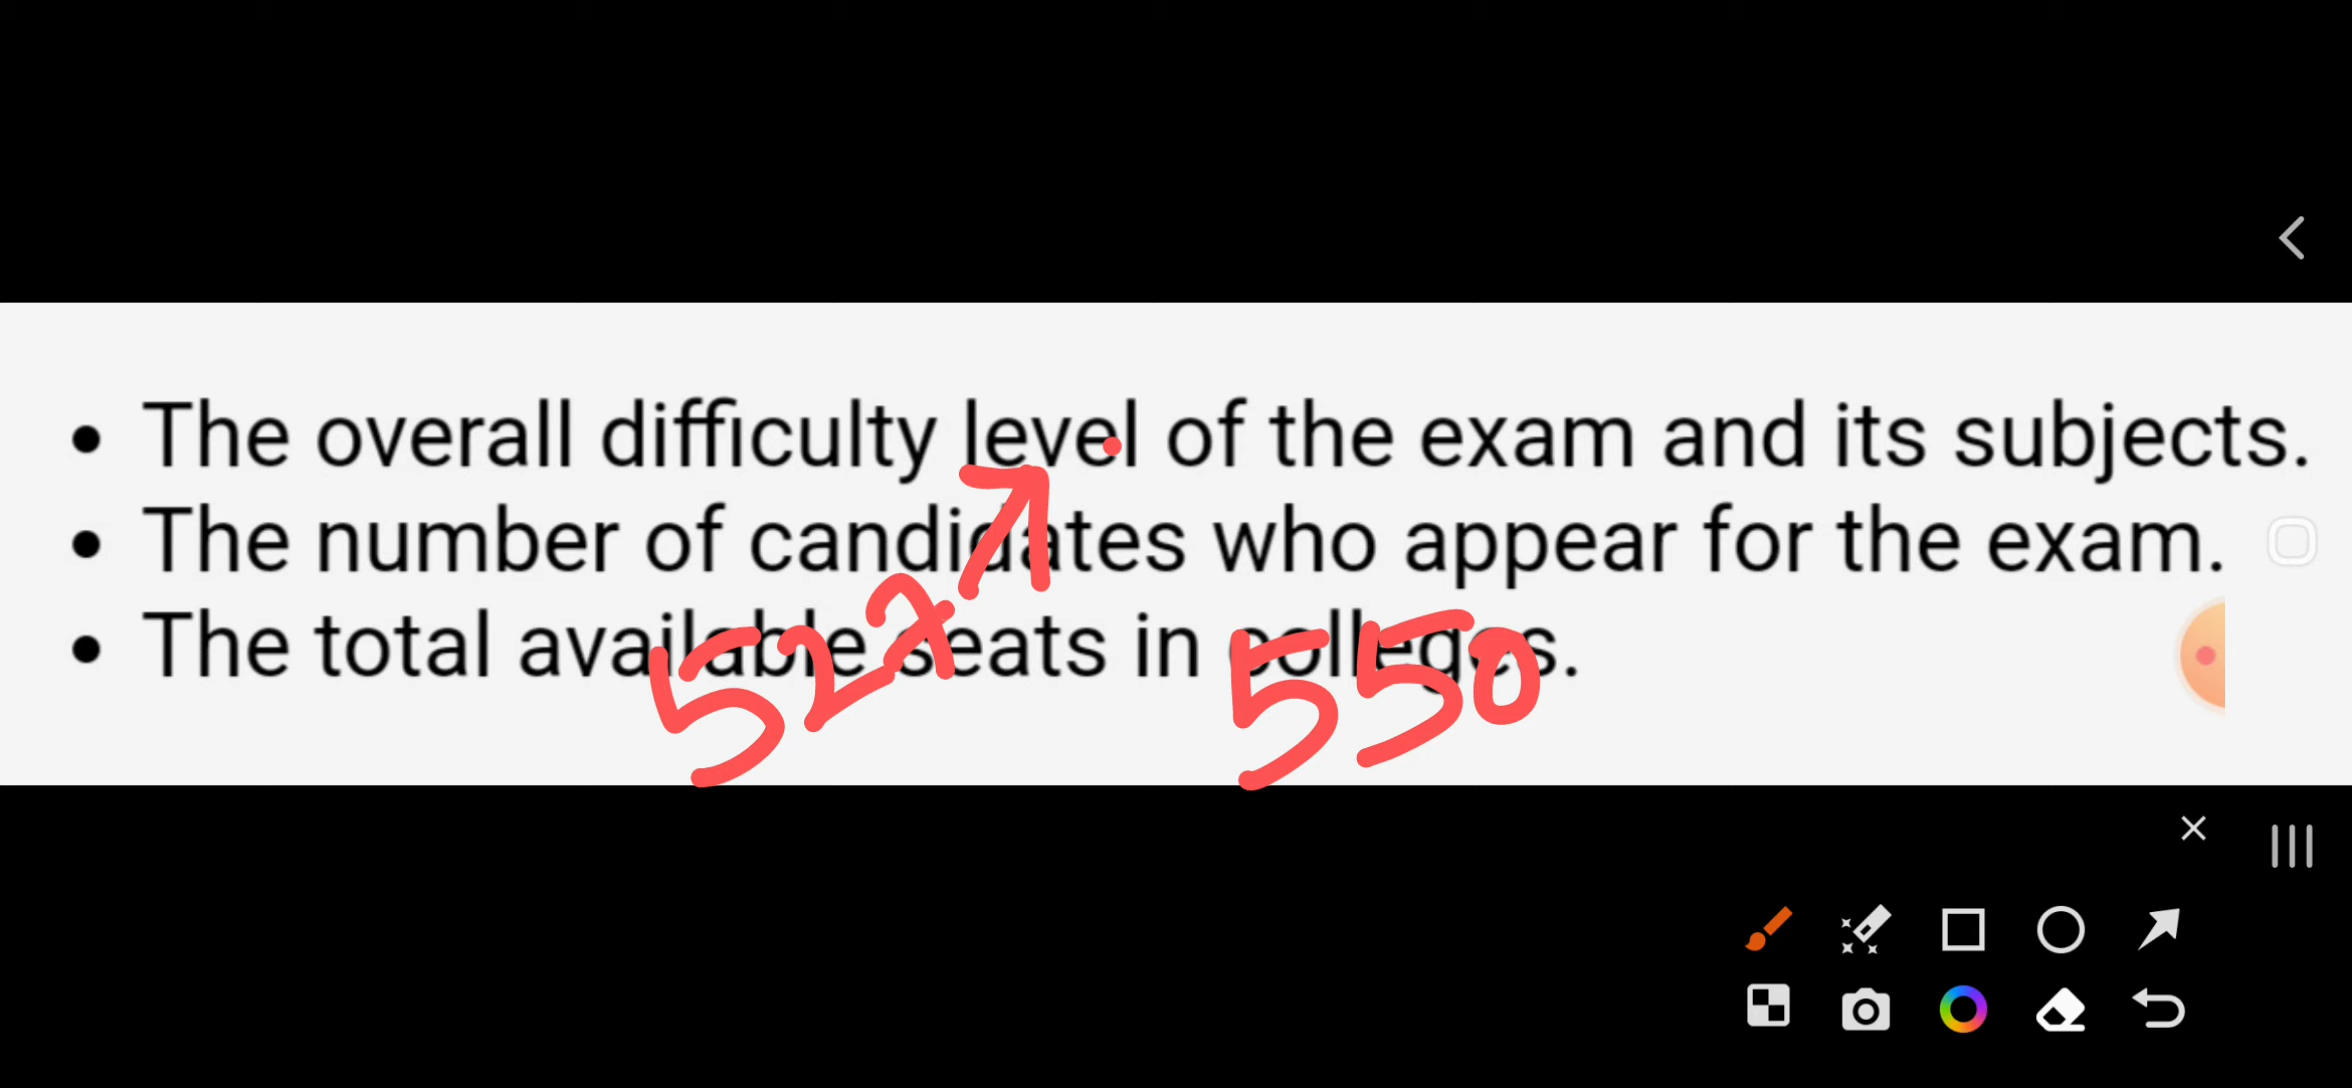 • The overall difficulty level of the exam and its subjects.
• The number of candidates who appear for the exam.
• The total available seats in colleges.
527 550